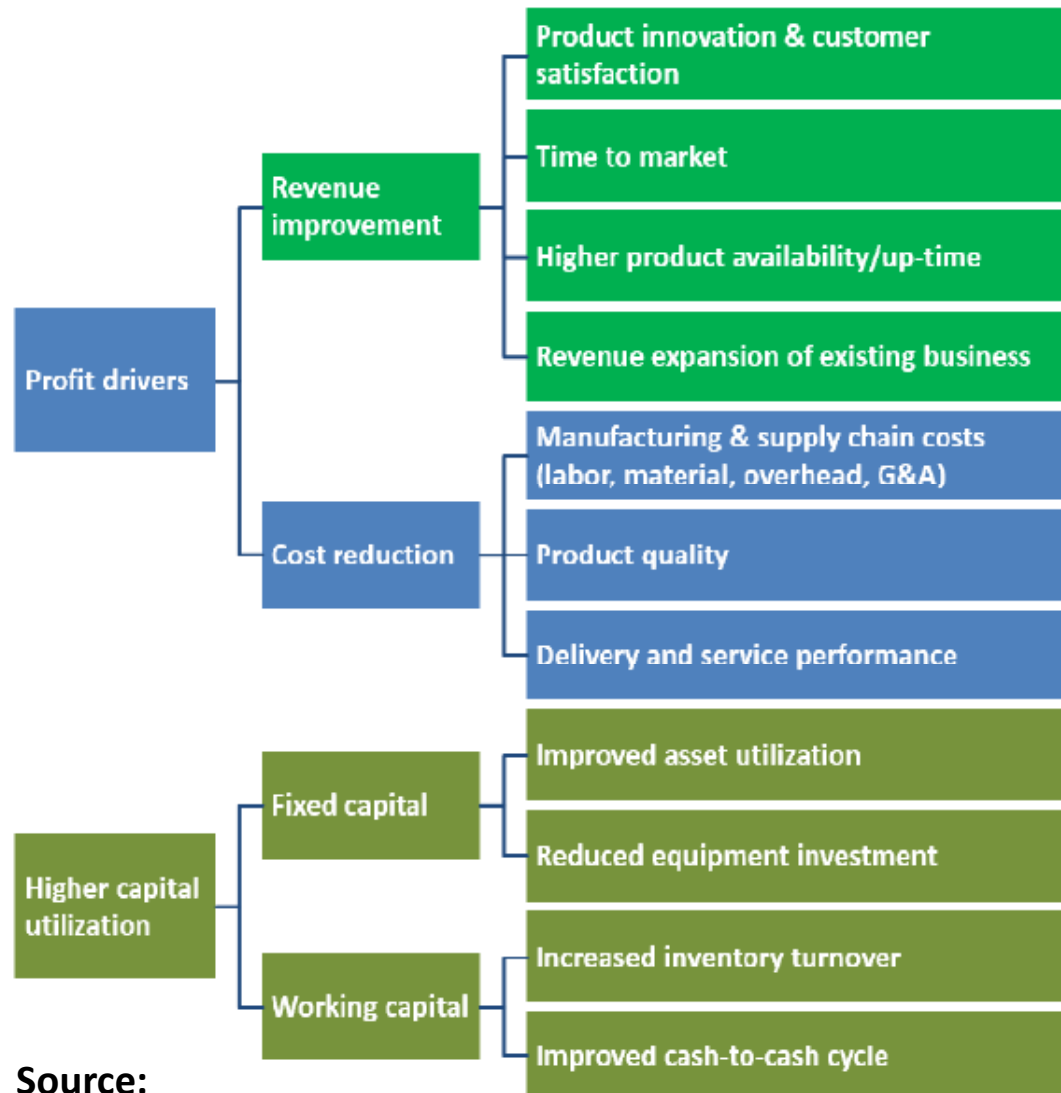 Product innovation & customer
satisfaction
Time to market
Revenue
improvement
Higher product availability/up-time
Revenue expansion of existing business
Profit drivers
Manufacturing & supply chain costs
(labor, material, overhead, G&A)
Cost reduction
Product quality
Delivery and service performance
Improved asset utilization
Fixed capital
Reduced equipment investment
Higher capital
utilization
Increased inventory turnover
Working capital
Improved cash-to-cash cycle
Source: